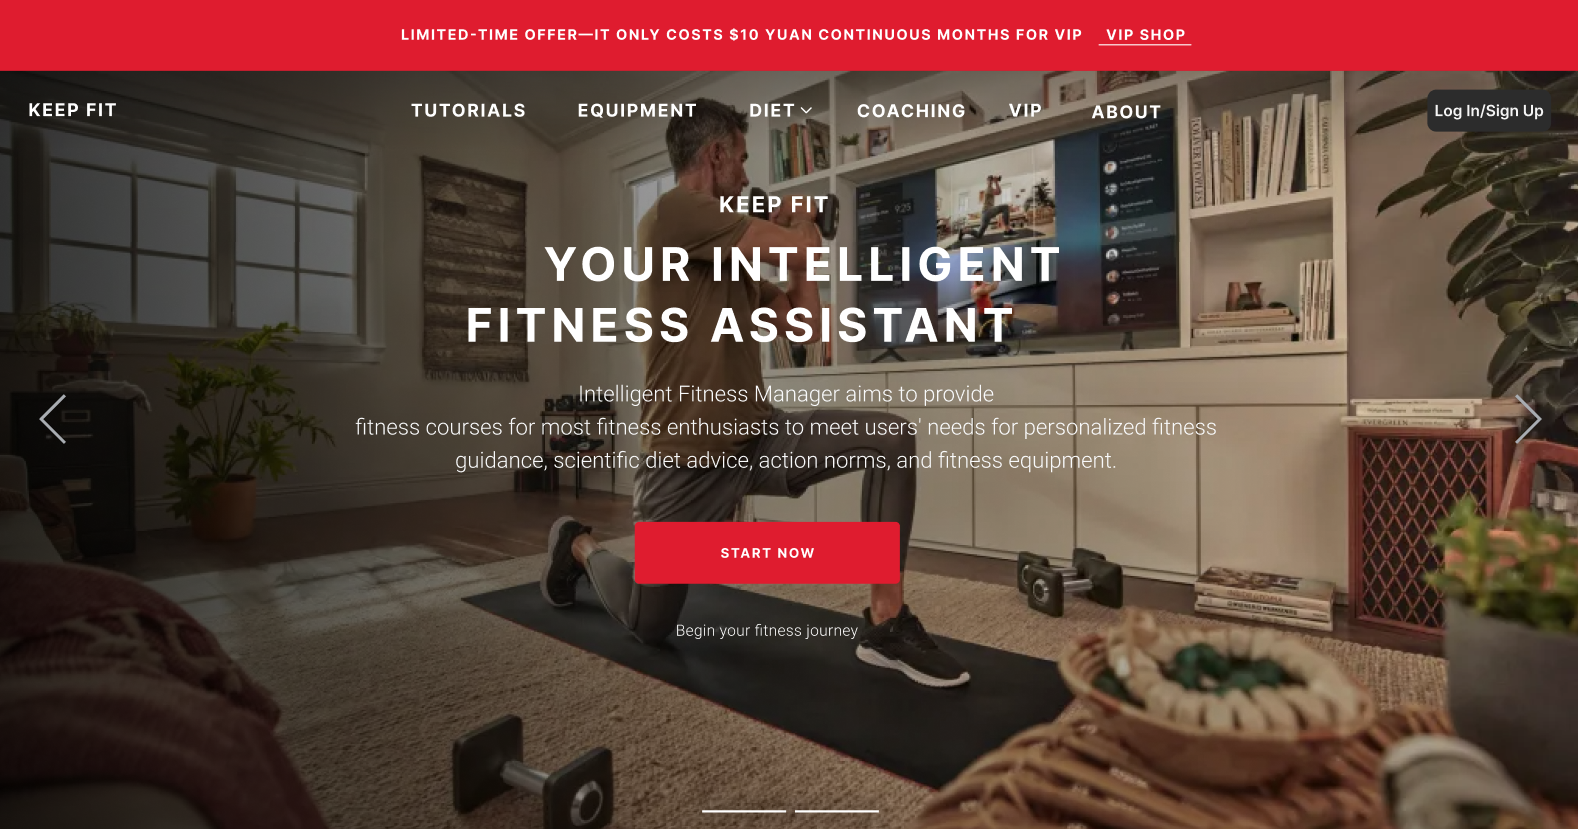 LIMITED-TIME OFFER—IT ONLY COSTS $10 YUAN CONTINUOUS MONTHS FOR VIP VIP SHOP
KEEP FIT TUTORIALS EQUIPMENT DIET COACHING VIP ABOUT Log In/Sign Up
KEEP FIT
YOUR INTELLIGENT
FITNESS ASSISTANT
Intelligent Fitness Manager aims to provide
fitness courses for most fitness enthusiasts to meet users' needs for personalized fitness
guidance, scientific diet advice, action norms, and fitness equipment.
START NOW
Begin your fitness journey